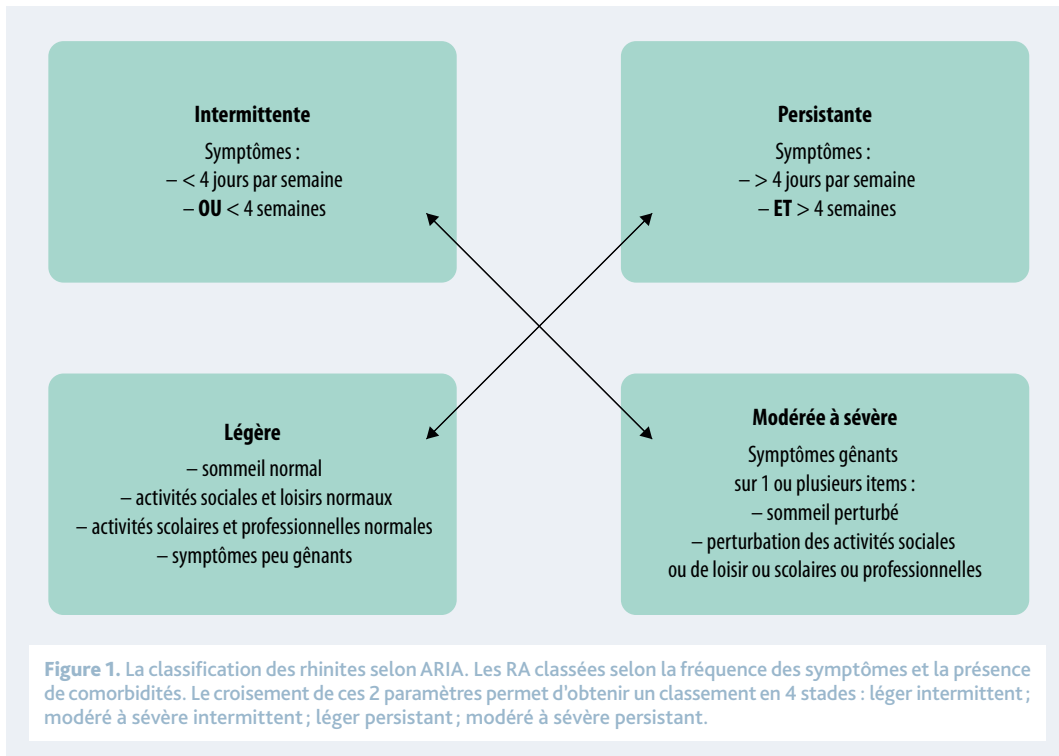 Intermittente
Symptômes :
– < 4 jours par semaine
– OU < 4 semaines
Persistante
Symptômes :
– > 4 jours par semaine
– ET > 4 semaines
Légère
– sommeil normal
– activités sociales et loisirs normaux
– activités scolaires et professionnelles normales
– symptômes peu gênants
Modérée à sévère
Symptômes gênants
sur 1 ou plusieurs items :
– sommeil perturbé
– perturbation des activités sociales
ou de loisir ou scolaires ou professionnelles
Figure 1. La classification des rhinites selon ARIA. Les RA classées selon la fréquence des symptômes et la présence
de comorbidités. Le croisement de ces 2 paramètres permet d'obtenir un classement en 4 stades : léger intermittent ;
modéré à sévère intermittent ; léger persistant ; modéré à sévère persistant.